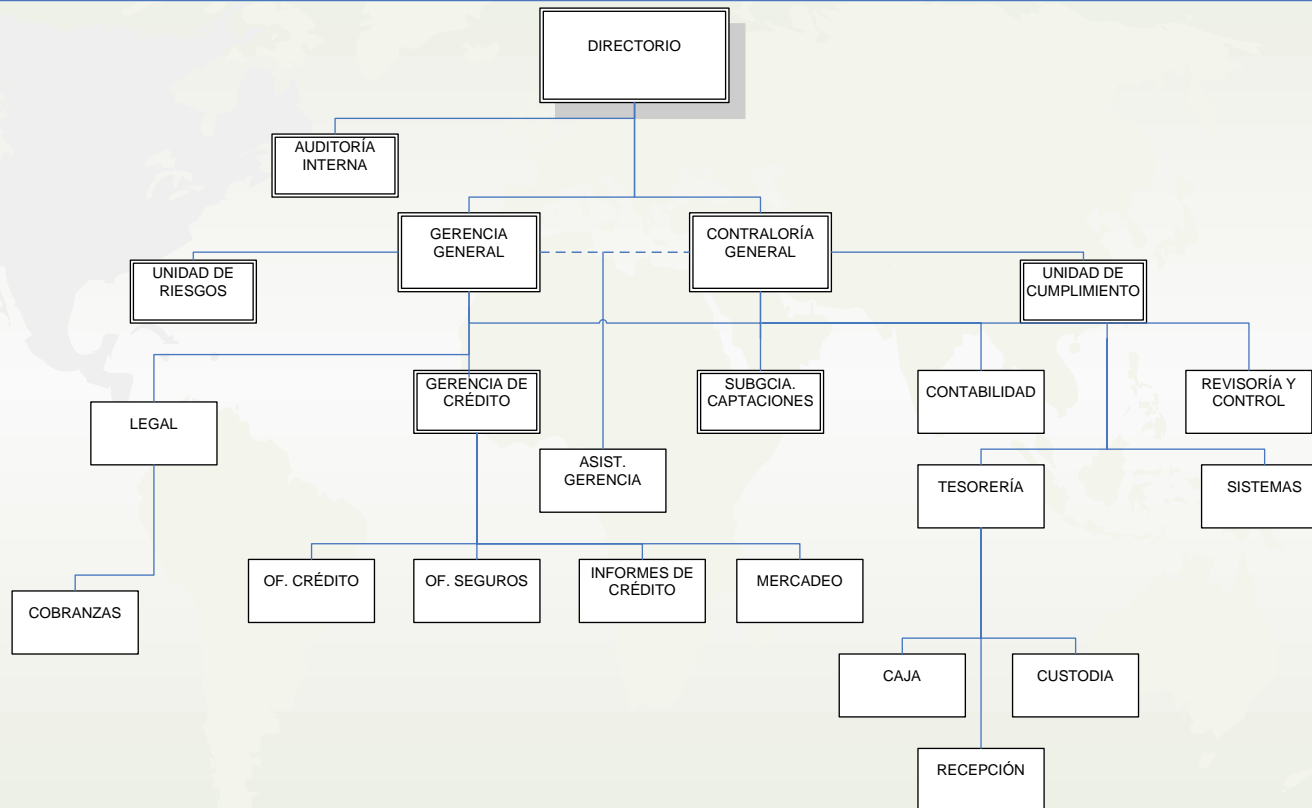 DIRECTORIO
AUDITORÍA
INTERNA
GERENCIA
GENERAL
CONTRALORÍA
GENERAL
UNIDAD DE
RIESGOS
UNIDAD DE
CUMPLIMIENTO
GERENCIA DE
CRÉDITO
SUBGCIA.
CAPTACIONES
CONTABILIDAD
REVISORÍA Y
CONTROL
LEGAL
ASIST.
GERENCIA
TESORERÍA
SISTEMAS
OF. CRÉDITO
OF. SEGUROS
INFORMES DE
CRÉDITO
MERCADEO
COBRANZAS
CAJA
CUSTODIA
RECEPCIÓN